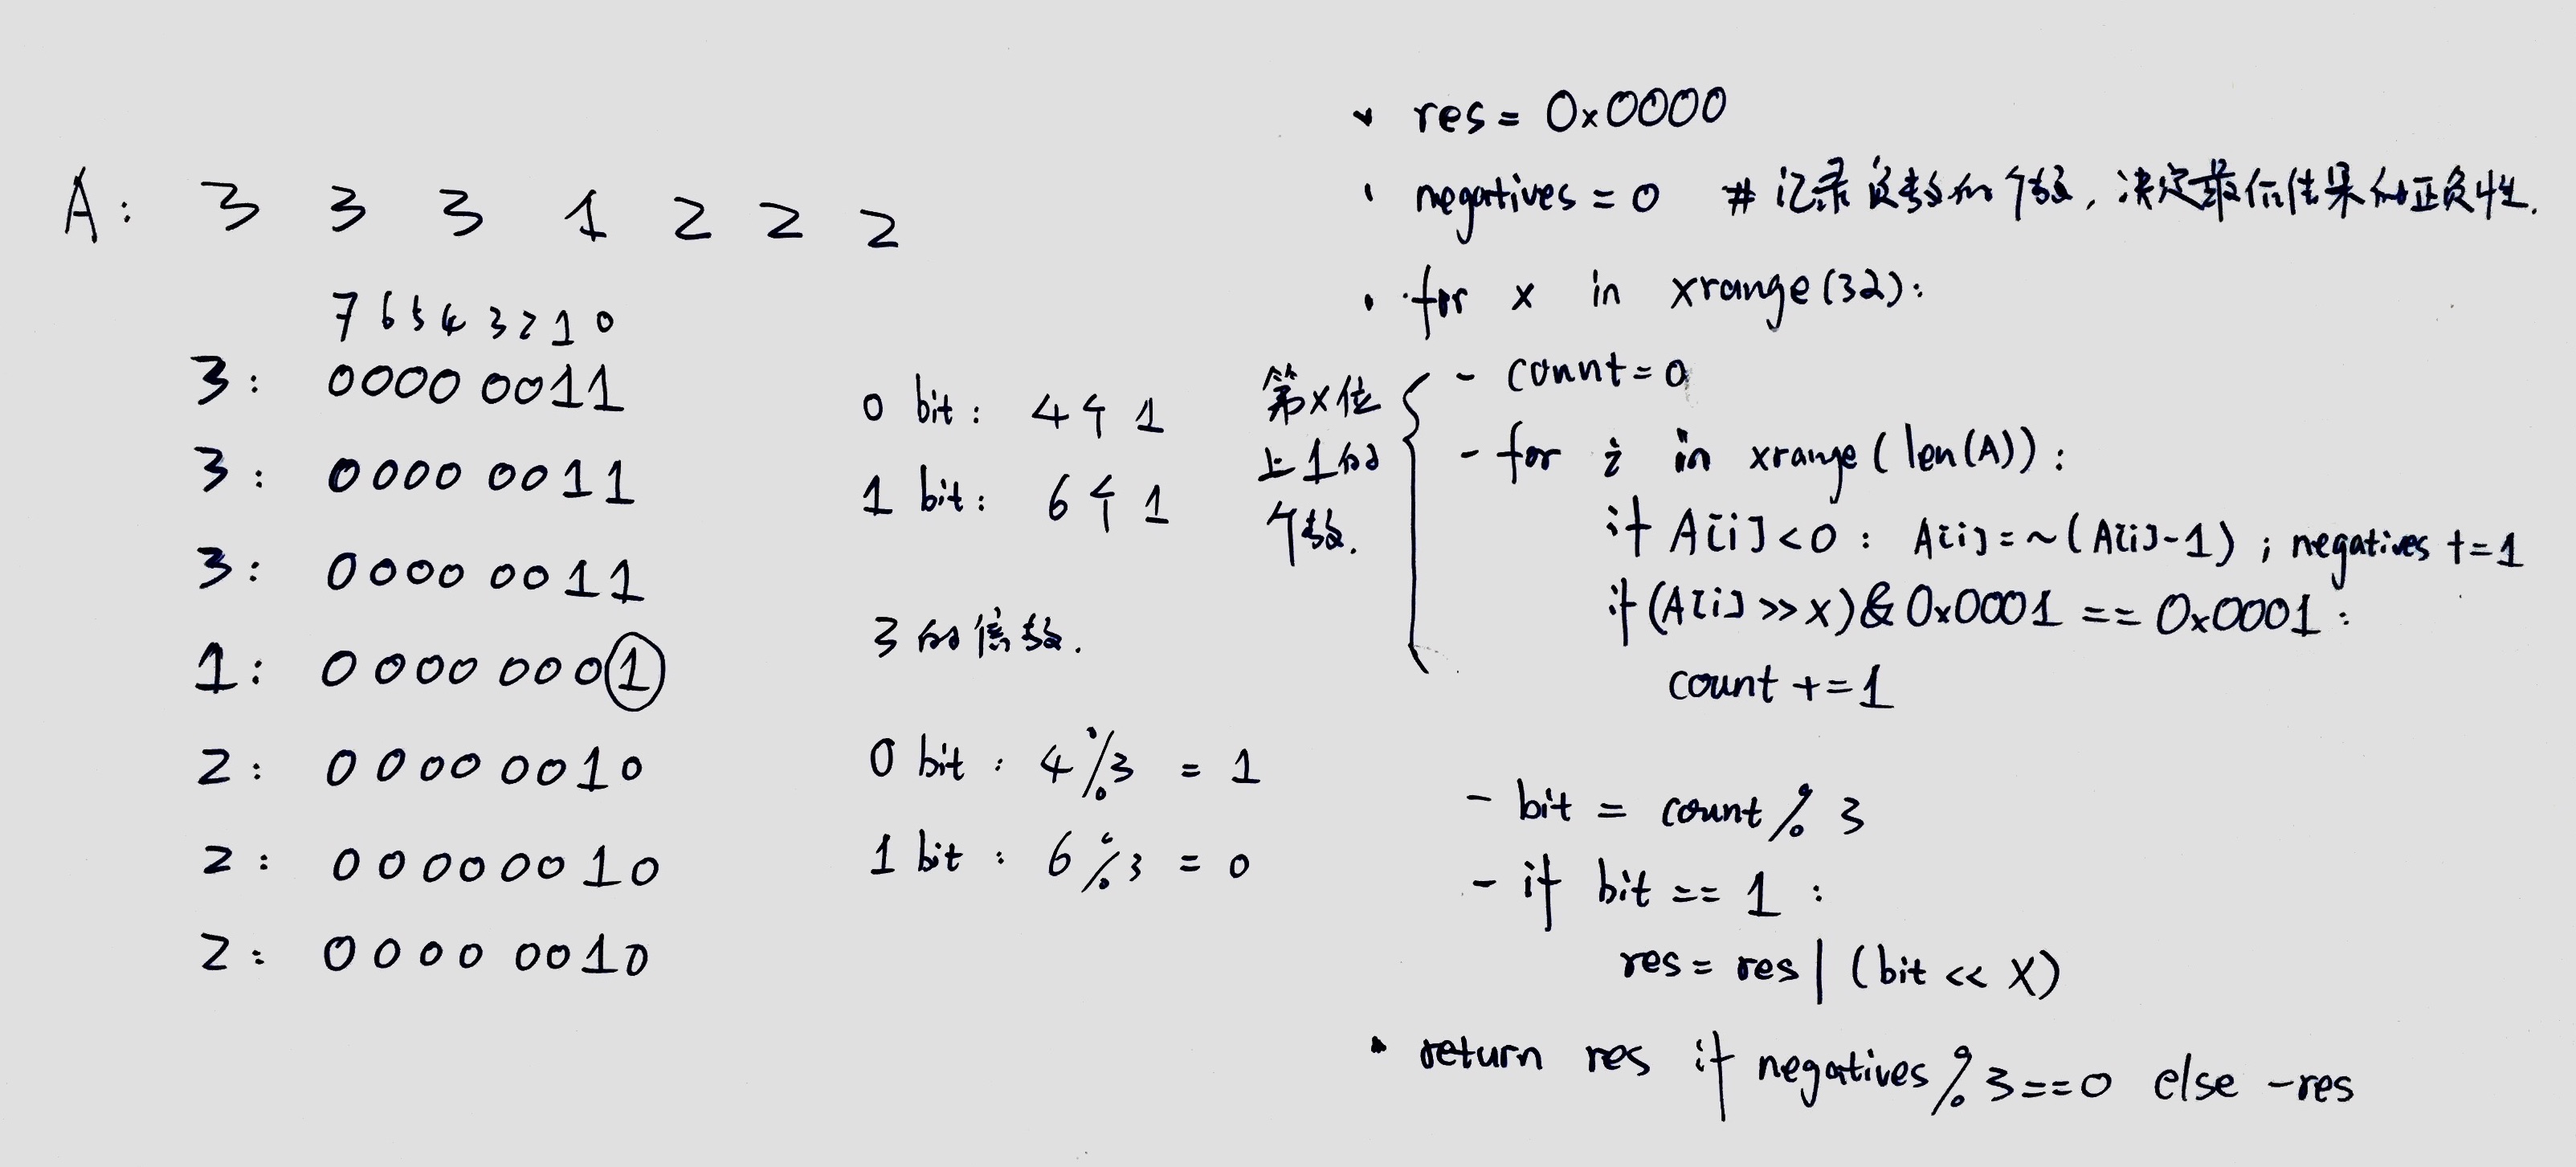 A: 3 3 3 1 2 2 2
7 6 5 4 3 2 1 0
3: 0000 0011
3: 0000 0011
3: 0000 0011
1: 0000 0001
2: 0000 0010
2: 0000 0010
2: 0000 0010
0 bit: 4个1
1 bit: 6个1
3的倍数.
0 bit: 4%3 = 1
1 bit: 6%3 = 0
res = 0x0000
negatives = 0 # 记录负数的个数, 决定最后结果的正负性.
for x in xrange(32):
第x位
上1的
个数.
- count=0
- for i in xrange(len(A)):
if A[i]<0: A[i]=~(A[i]-1); negatives+=1
if (A[i]>>x)&0x0001 == 0x0001:
count+=1
- bit = count % 3
- if bit == 1:
res = res | (bit << x)
return res if negatives%3==0 else -res